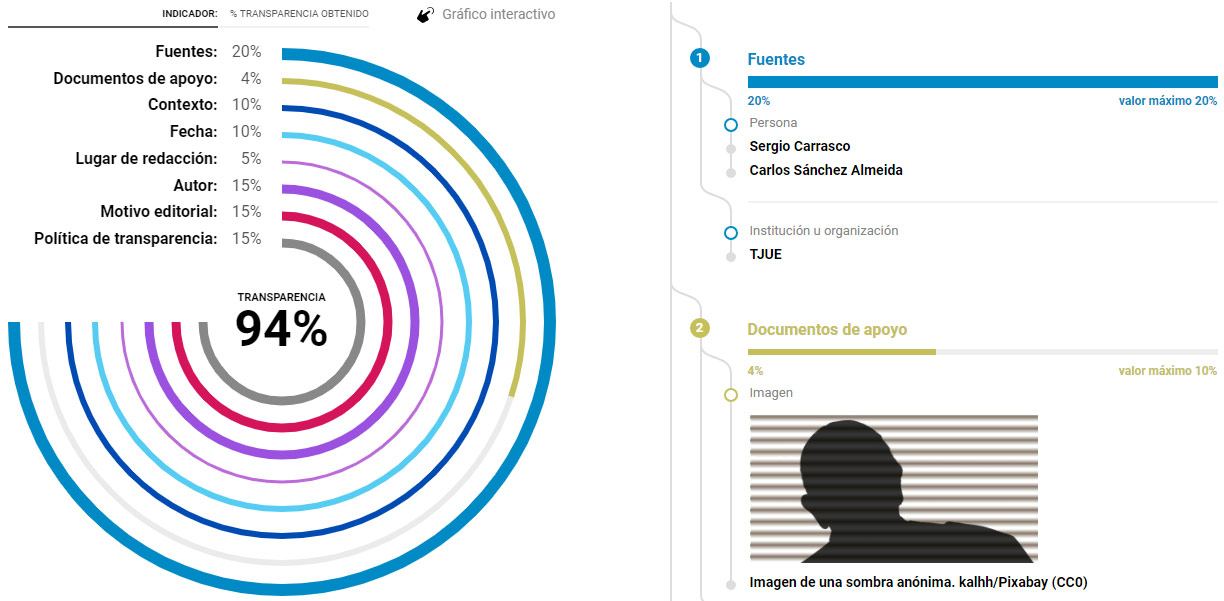 INDICADOR: % TRANSPARENCIA OBTENIDO
Gráfico interactivo
Fuentes: 20%
Documentos de apoyo: 4%
Contexto: 10%
Fecha: 10%
Lugar de redacción: 5%
Autor: 15%
Motivo editorial: 15%
Política de transparencia: 15%
TRANSPARENCIA
94%
1 Fuentes
20% valor máximo 20%
Persona
Sergio Carrasco
Carlos Sánchez Almeida
Institución u organización
TJUE
2 Documentos de apoyo
4% valor máximo 10%
Imagen
Imagen de una sombra anónima. kalhh/Pixabay (CC0)